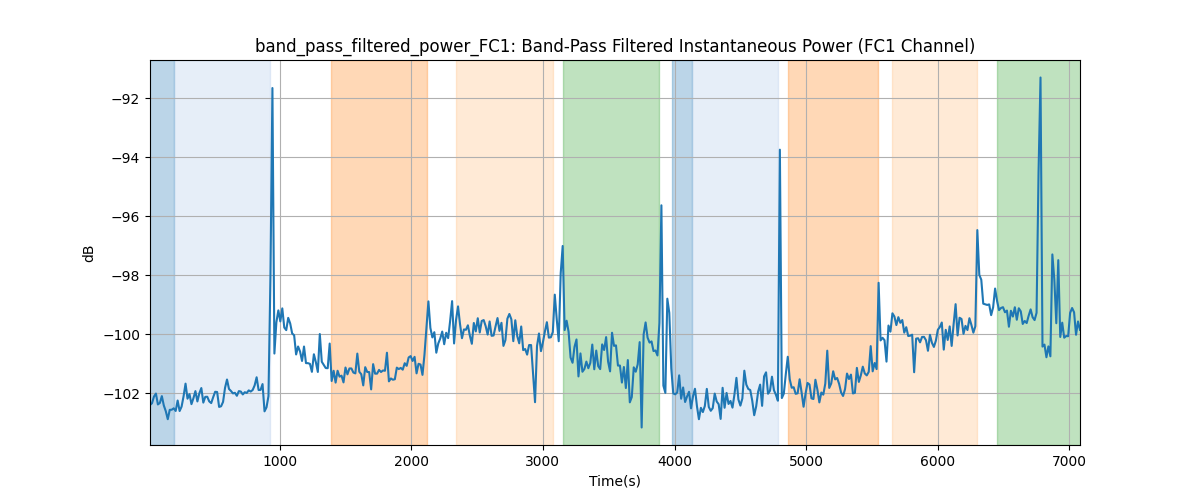 band_pass_filtered_power_FC1: Band-Pass Filtered Instantaneous Power (FC1 Channel)
−92
−94
−96
−98
−100
−102
dB
1000 2000 3000 4000 5000 6000 7000
Time(s)